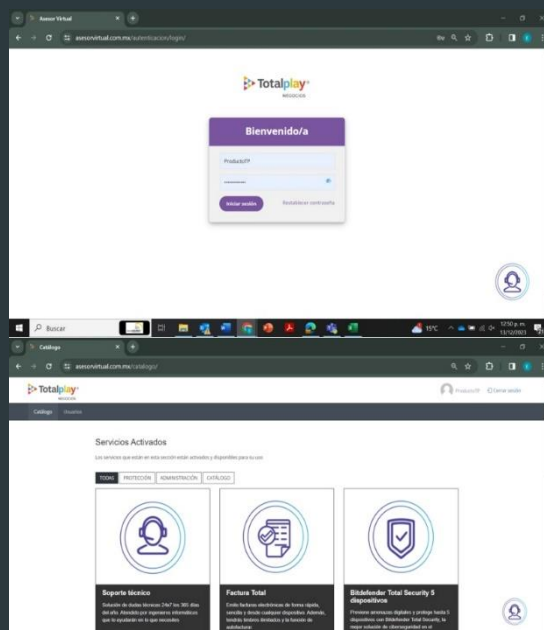 Asesor Virtual
asesorvirtual.com.mx/autenticacion/login/
Totalplay
NEGOCIOS
Bienvenido/a
ProductoTP
Iniciar sesión
Restablecer contraseña
Buscar
15°C
12:50 p. m.
13/12/2023
Catálogo
asesorvirtual.com.mx/catalogo/
Totalplay
NEGOCIOS
ProductoTP
Cerrar sesión
Catálogo
Usuarios
Servicios Activados
Los servicios que están en esta sección están activados y disponibles para su uso
TODAS
PROTECCIÓN
ADMINISTRACIÓN
CATÁLOGO
Soporte técnico
Solución de dudas técnicas 24x7 los 365 días
del año. Atendido por ingenieros informáticos
que te ayudarán en lo que necesites
Factura Total
Emite facturas electrónicas de forma rápida,
sencilla y desde cualquier dispositivo. Además,
tendrás timbres ilimitados y la función de
autofacturar
Bitdefender Total Security 5
dispositivos
Previene amenazas digitales y protege hasta 5
dispositivos con Bitdefender Total Security, la
mejor solución de ciberseguridad en el